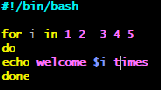 #!/bin/bash
for i in 1 2  3 4 5
do
echo welcome $i times
done